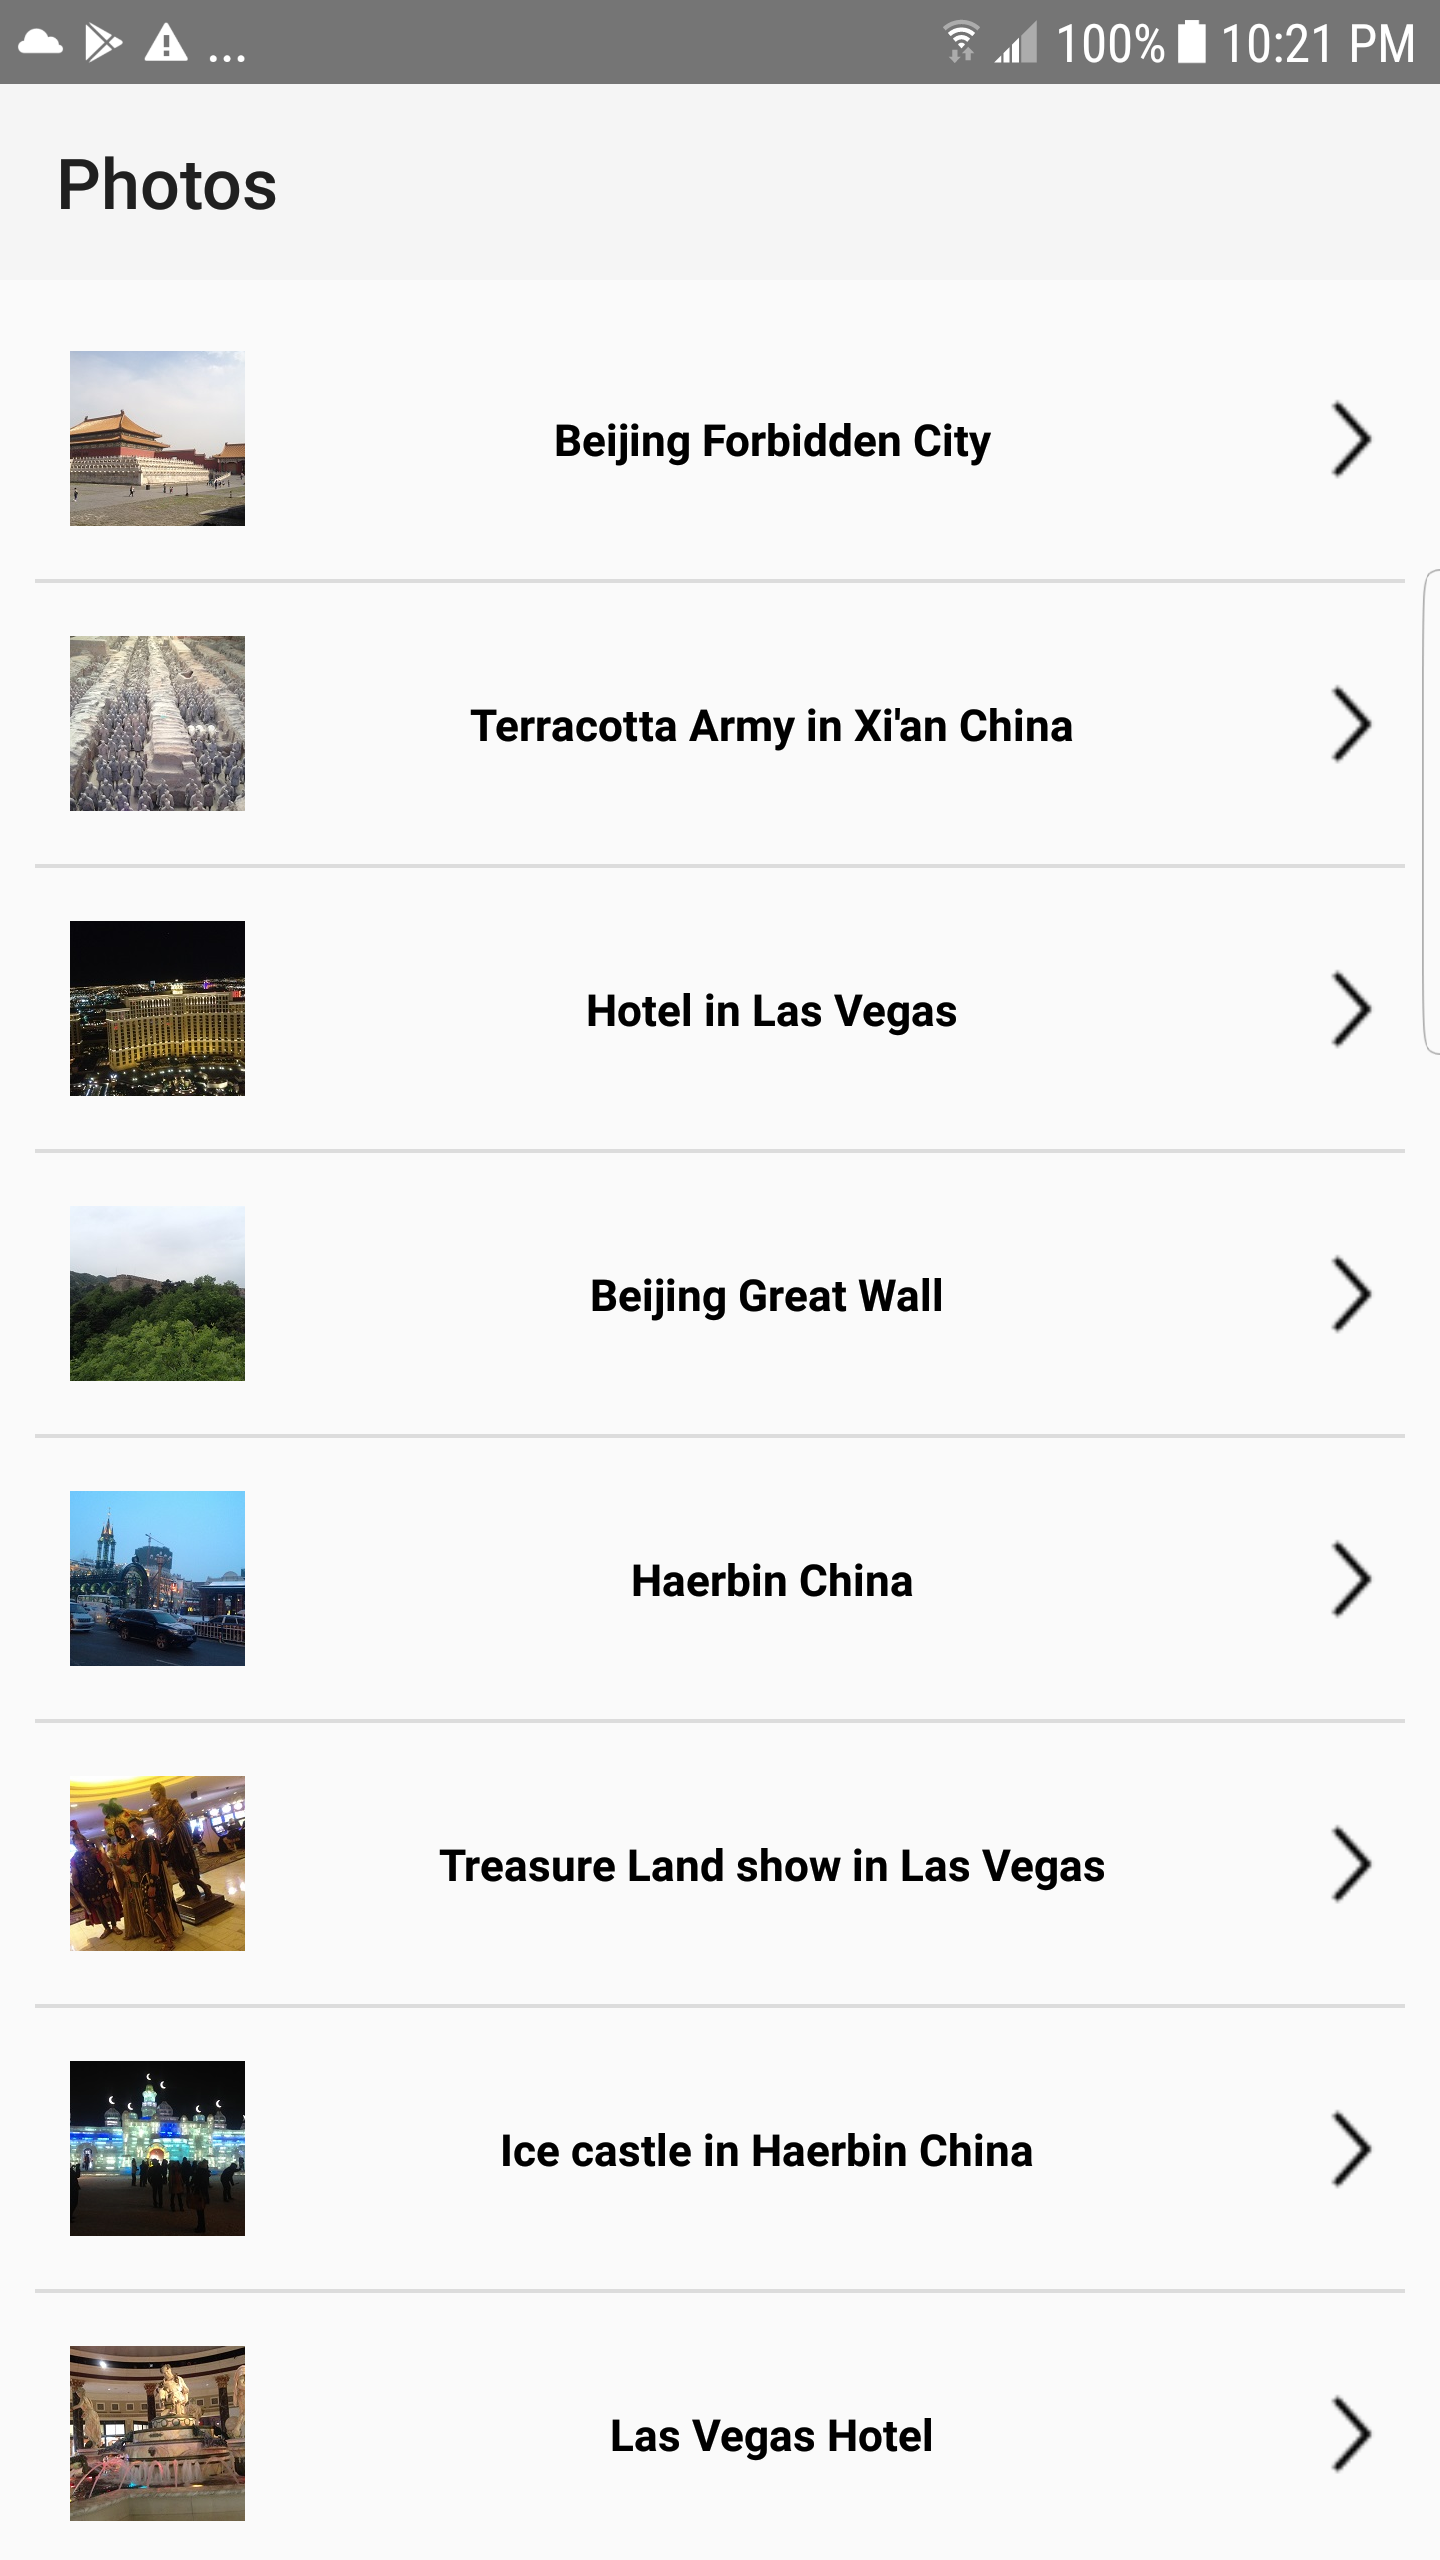 ... 100% 10:21 PM
Photos
Beijing Forbidden City
Terracotta Army in Xi'an China
Hotel in Las Vegas
Beijing Great Wall
Haerbin China
Treasure Land show in Las Vegas
Ice castle in Haerbin China
Las Vegas Hotel